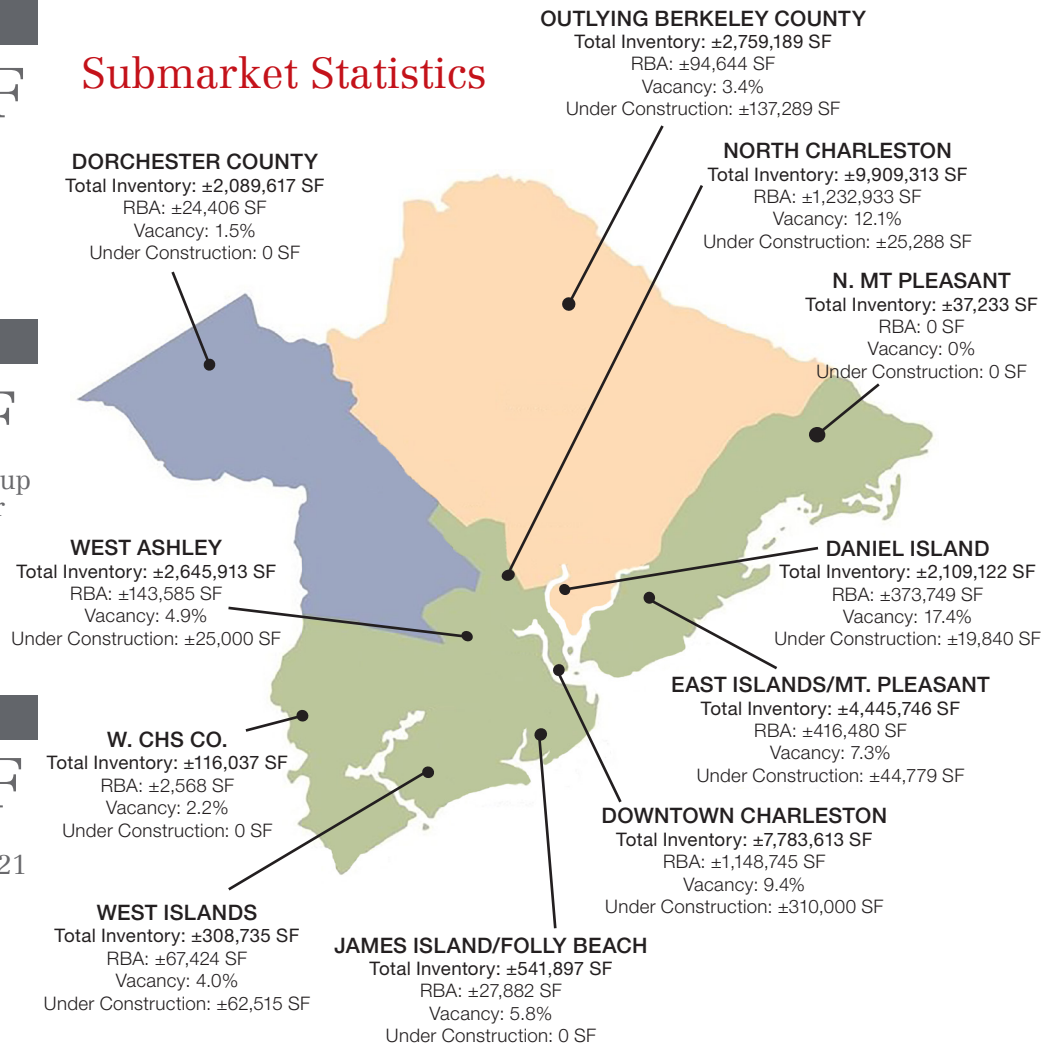 Submarket Statistics
OUTLYING BERKELEY COUNTY
Total Inventory: ±2,759,189 SF
RBA: ±94,644 SF
Vacancy: 3.4%
Under Construction: ±137,289 SF
DORCHESTER COUNTY
Total Inventory: ±2,089,617 SF
RBA: ±24,406 SF
Vacancy: 1.5%
Under Construction: 0 SF
NORTH CHARLESTON
Total Inventory: ±9,909,313 SF
RBA: ±1,232,933 SF
Vacancy: 12.1%
Under Construction: ±25,288 SF
N. MT PLEASANT
Total Inventory: ±37,233 SF
RBA: 0 SF
Vacancy: 0%
Under Construction: 0 SF
WEST ASHLEY
Total Inventory: ±2,645,913 SF
RBA: ±143,585 SF
Vacancy: 4.9%
Under Construction: ±25,000 SF
DANIEL ISLAND
Total Inventory: ±2,109,122 SF
RBA: ±373,749 SF
Vacancy: 17.4%
Under Construction: ±19,840 SF
EAST ISLANDS/MT. PLEASANT
Total Inventory: ±4,445,746 SF
RBA: ±416,480 SF
Vacancy: 7.3%
Under Construction: ±44,779 SF
W. CHS CO.
Total Inventory: ±116,037 SF
RBA: ±2,568 SF
Vacancy: 2.2%
Under Construction: 0 SF
DOWNTOWN CHARLESTON
Total Inventory: ±7,783,613 SF
RBA: ±1,148,745 SF
Vacancy: 9.4%
Under Construction: ±310,000 SF
WEST ISLANDS
Total Inventory: ±308,735 SF
RBA: ±67,424 SF
Vacancy: 4.0%
Under Construction: ±62,515 SF
JAMES ISLAND/FOLLY BEACH
Total Inventory: ±541,897 SF
RBA: ±27,882 SF
Vacancy: 5.8%
Under Construction: 0 SF
F
F
up
r
F
21